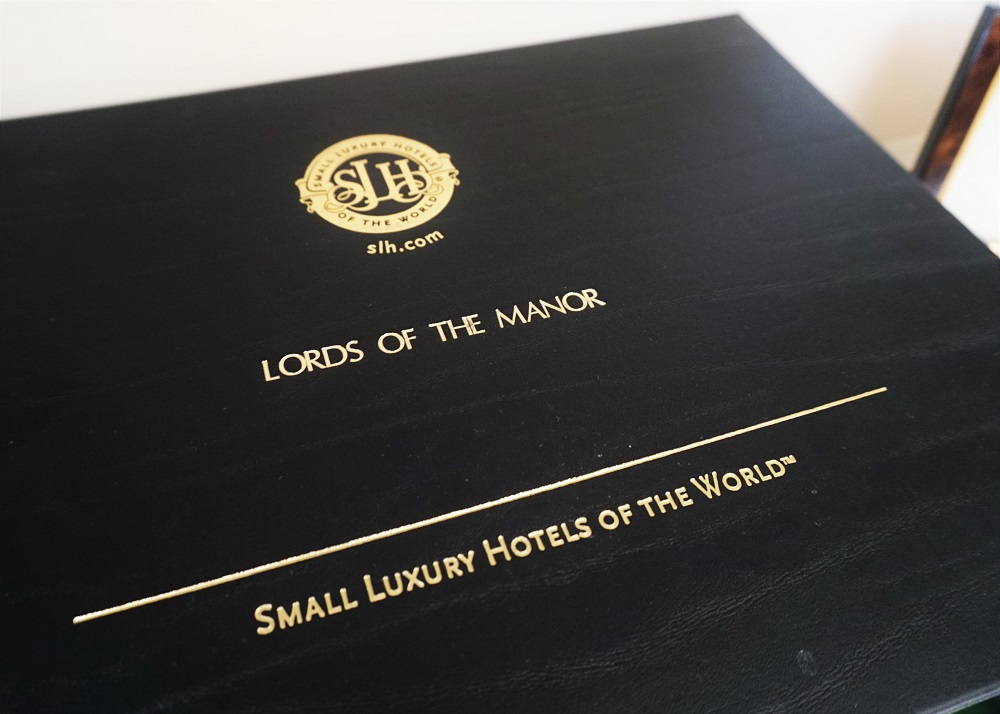 SMALL LUXURY HOTELS
SLH
®
OF THE WORLD
slh.com
LORDS OF THE MANOR
SMALL LUXURY HOTELS OF THE WORLD™